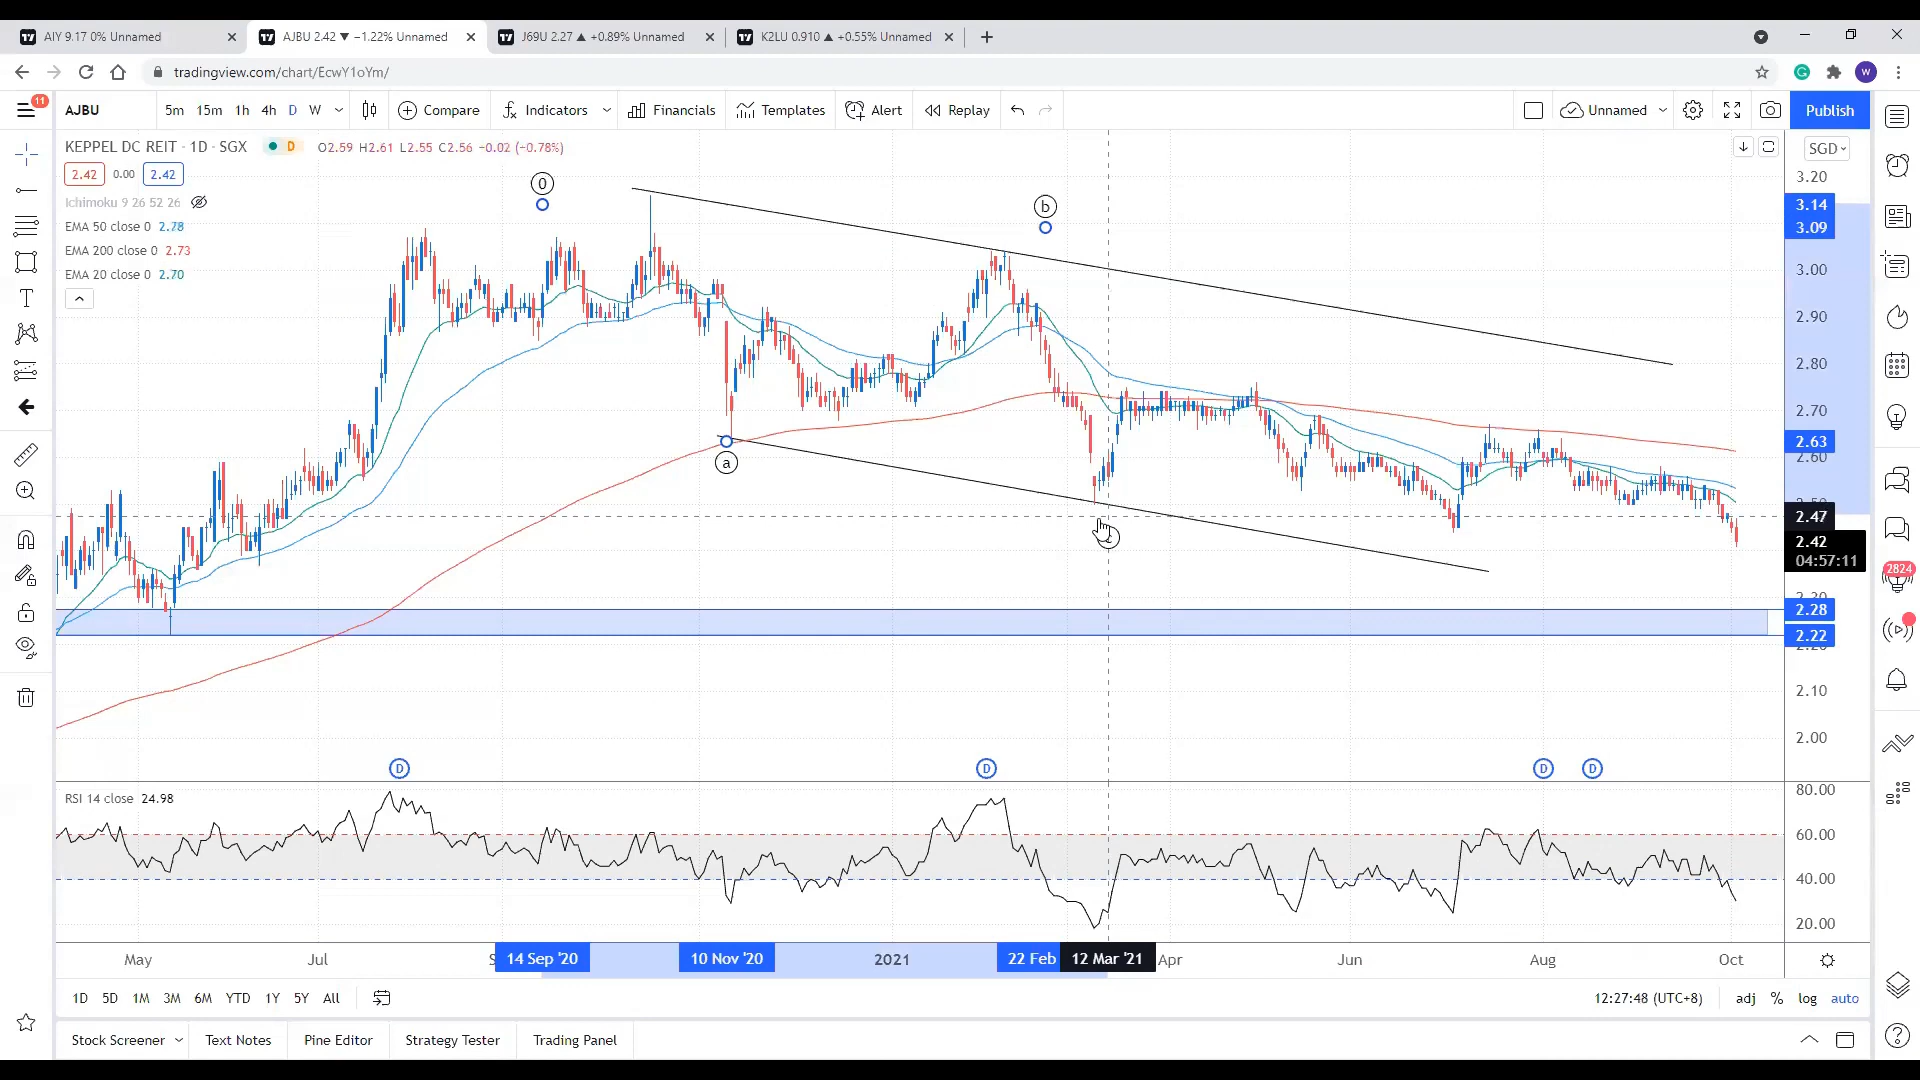 AIY 9.17 0% Unnamed
AJBU 2.42 ▼ −1.22% Unnamed
J69U 2.27 ▲ +0.89% Unnamed
K2LU 0.910 ▲ +0.55% Unnamed
tradingview.com/chart/EcwY1oYm/
W
11
AJBU
5m 15m 1h 4h D W
Compare
Indicators
Financials
Templates
Alert
Replay
Unnamed
Publish
KEPPEL DC REIT · 1D · SGX
D
O2.59 H2.61 L2.55 C2.56 −0.02 (−0.78%)
SGD
2.42 0.00 2.42
Ichimoku 9 26 52 26
EMA 50 close 0 2.78
EMA 200 close 0 2.73
EMA 20 close 0 2.70
0
b
a
3.20
3.14
3.09
3.00
2.90
2.80
2.70
2.63
2.60
2.47
2.42
04:57:11
2.28
2.22
2.10
2.00
2824
D D D D
RSI 14 close 24.98
80.00
60.00
40.00
20.00
May Jul 14 Sep '20 10 Nov '20 2021 22 Feb 12 Mar '21 Apr Jun Aug Oct
1D 5D 1M 3M 6M YTD 1Y 5Y All
12:27:48 (UTC+8) adj % log auto
Stock Screener Text Notes Pine Editor Strategy Tester Trading Panel